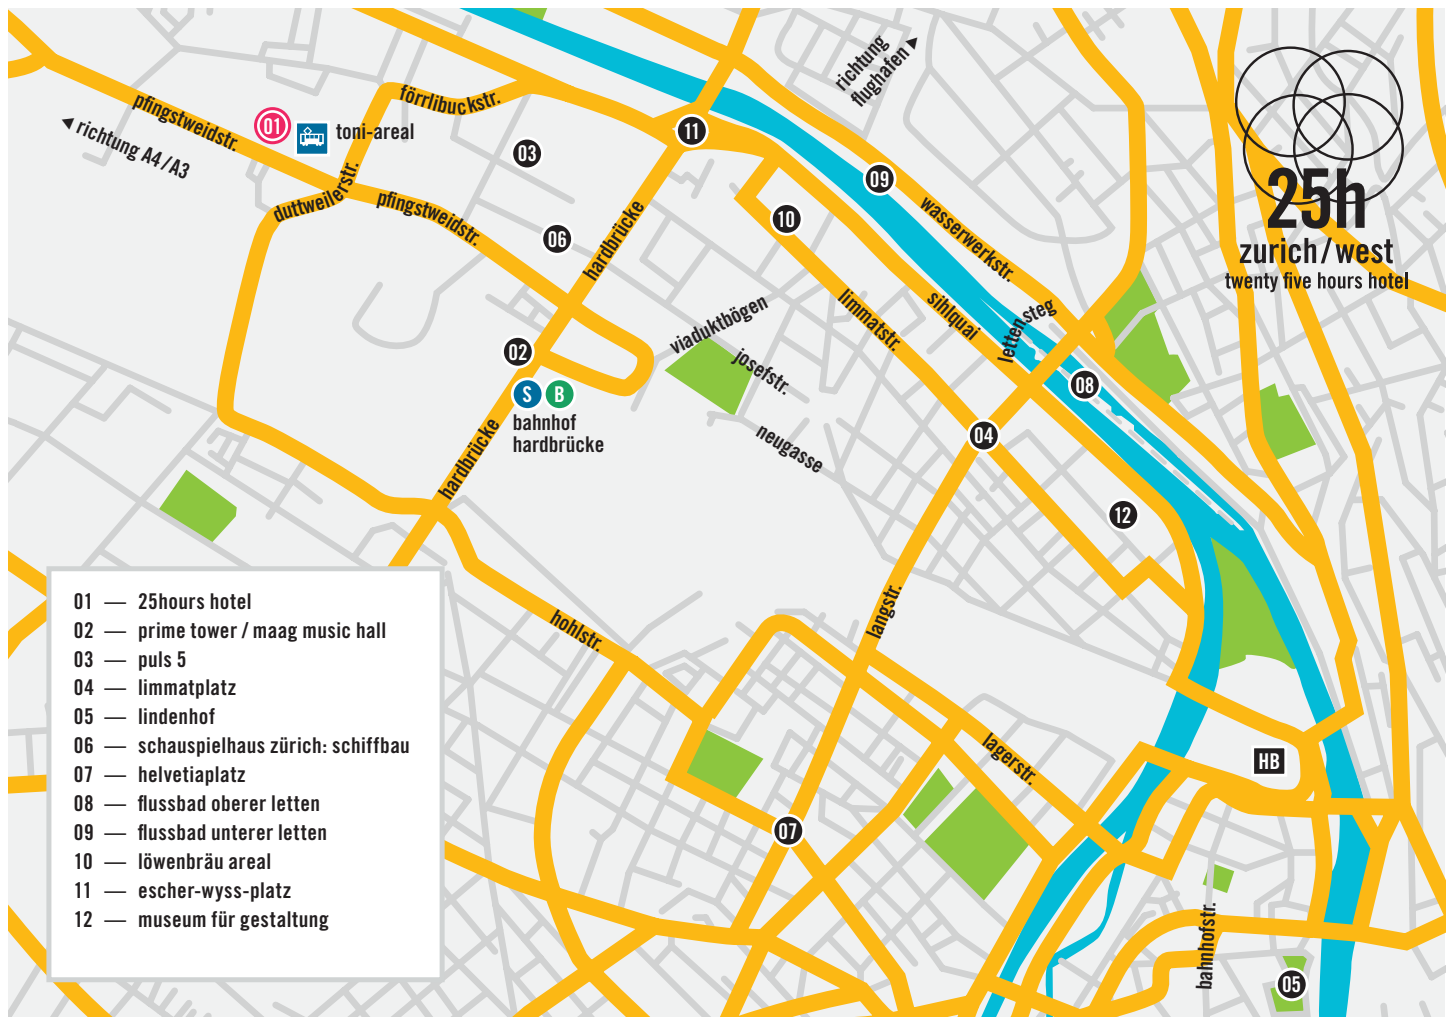 richtung
flughafen
25h
zurich/west
twenty five hours hotel
pfingstweidstr.
richtung A4/A3
01
toni-areal
förrlibuckstr.
03
11
duttweilerstr.
pfingstweidstr.
06
hardbrücke
10
09
wasserwerkstr.
limmatstr.
sihlquai
lettensteg
viaduktbögen
josefstr.
neugasse
02
S
B
bahnhof
hardbrücke
hardbrücke
08
04
12
langstr.
hohlstr.
lagerstr.
HB
07
bahnhofstr.
05
01 — 25hours hotel
02 — prime tower / maag music hall
03 — puls 5
04 — limmatplatz
05 — lindenhof
06 — schauspielhaus zürich: schiffbau
07 — helvetiaplatz
08 — flussbad oberer letten
09 — flussbad unterer letten
10 — löwenbräu areal
11 — escher-wyss-platz
12 — museum für gestaltung